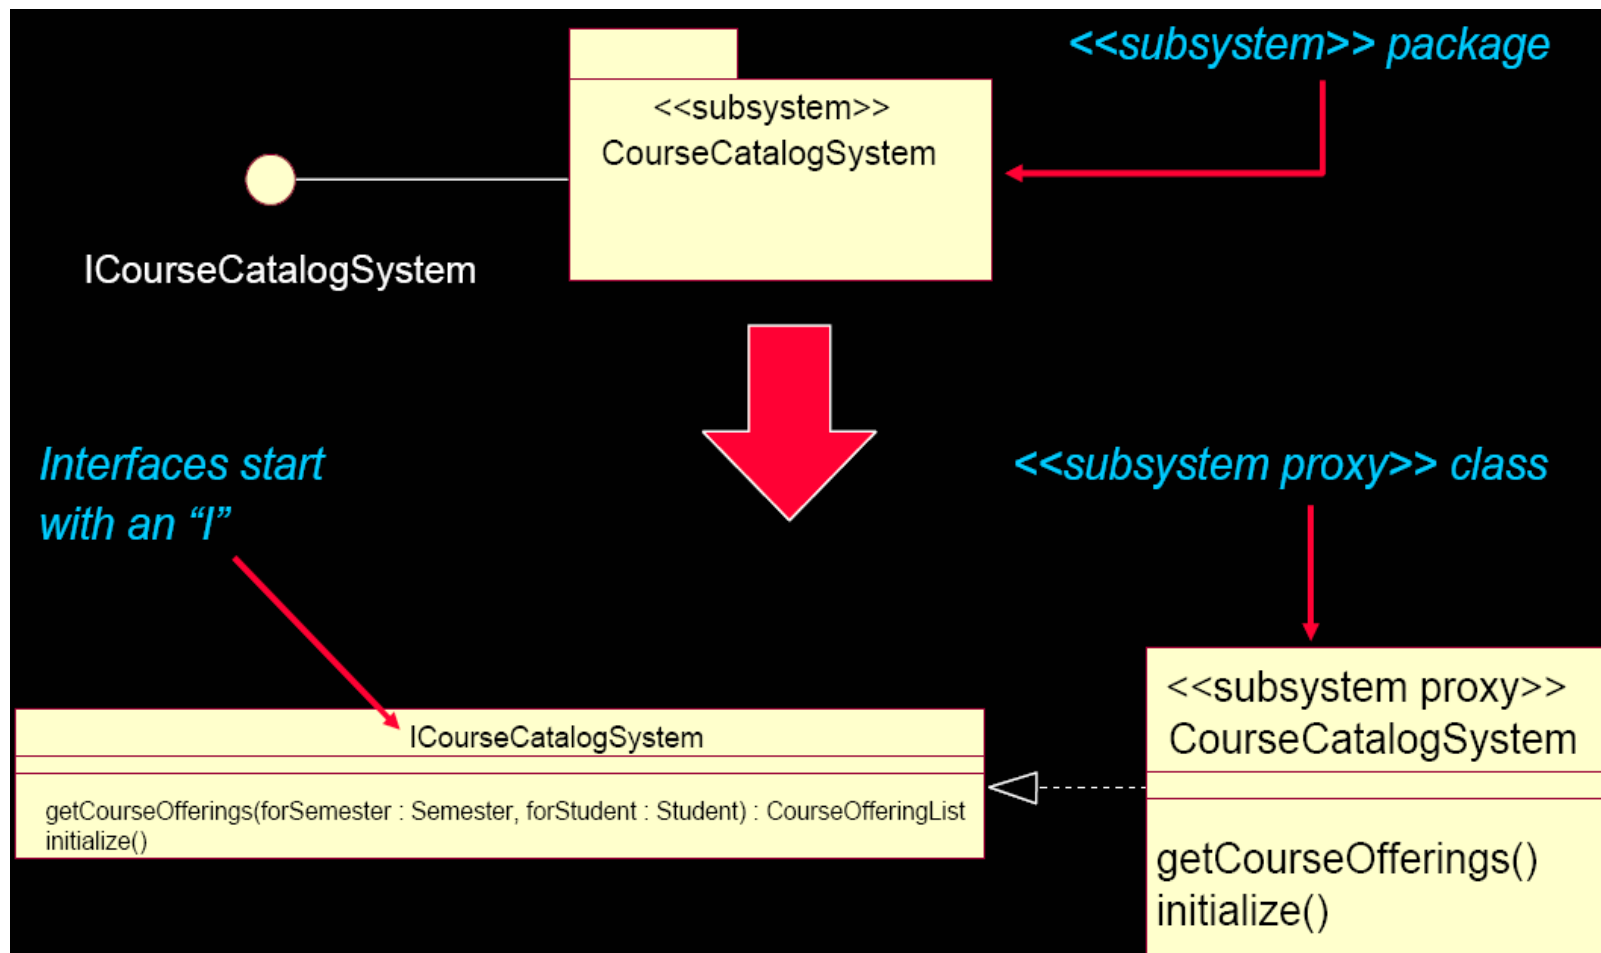 <<subsystem>> package
<<subsystem>>
CourseCatalogSystem
ICourseCatalogSystem
Interfaces start
with an “I”
<<subsystem proxy>> class
ICourseCatalogSystem
getCourseOfferings(forSemester : Semester, forStudent : Student) : CourseOfferingList
initialize()
<<subsystem proxy>>
CourseCatalogSystem
getCourseOfferings()
initialize()